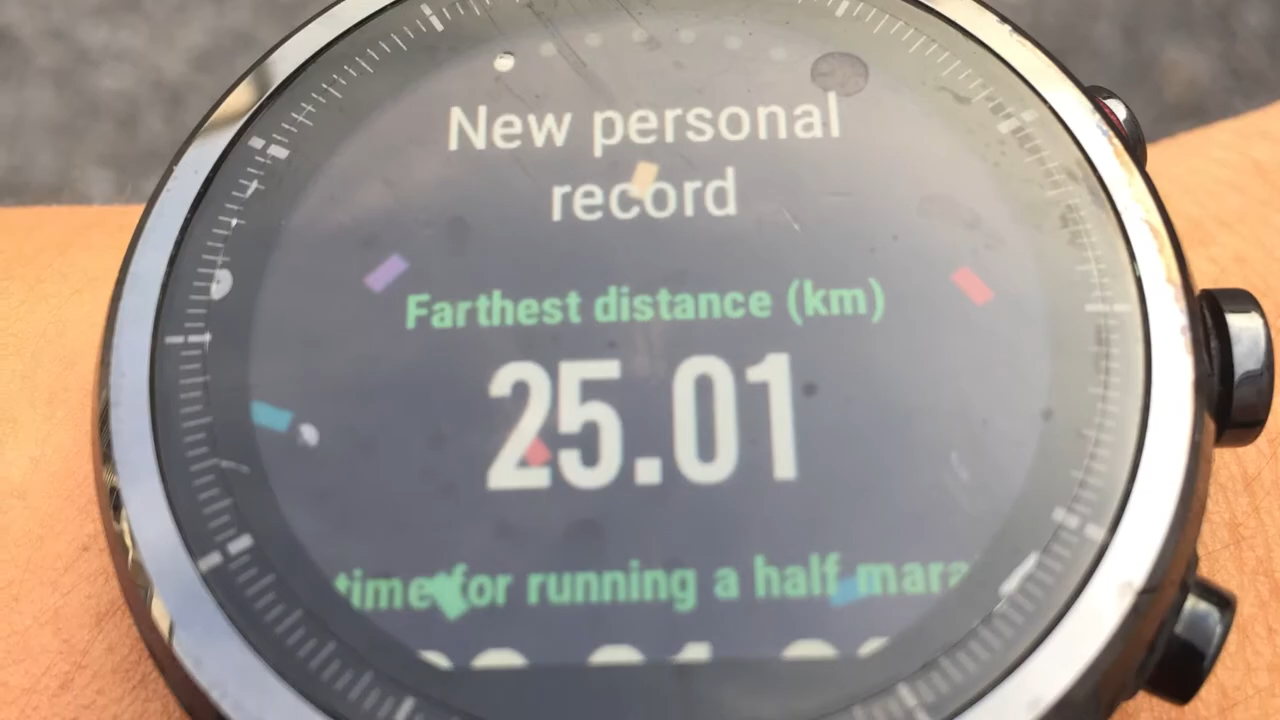 New personal
record
Farthest distance (km)
25.01
time for running a half